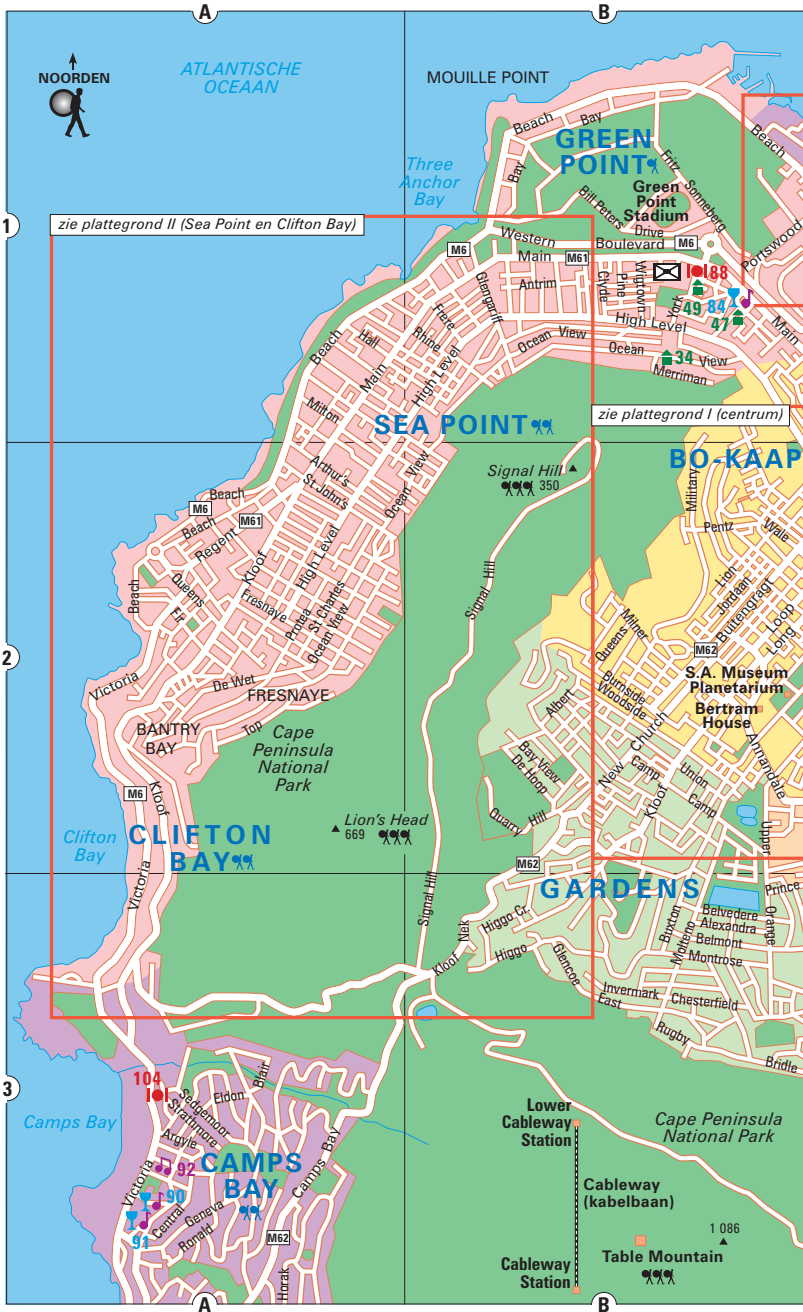 A
B
NOORDEN
ATLANTISCHE
OCEAAN
MOUILLE POINT
Beach
Bay
GREEN
POINT
Three
Anchor
Bay
Bay
Fritz
Sonneberg
Beach
Green
Point
Stadium
Bill Peters
Drive
Portswood
1
zie plattegrond II (Sea Point en Clifton Bay)
Western
Boulevard
M6
M6
Main
M61
88
Antrim
Clyde
Pine
Wigtown
York
49
84
47
Main
Glengariff
High Level
Beach
Hall
Rhine
Frere
Main
High Level
Ocean View
Ocean
View
34
Merriman
Milton
SEA POINT
zie plattegrond I (centrum)
BO-KAAP
Signal Hill
350
Military
Arthur's
St John's
Ocean View
Beach
M6
M61
Beach
Regent
Kloof
High Level
Pentz
Wale
Signal Hill
Lion
Jordaan
Buitengragt
Loop
Long
Beach
Queens
Fir
Fresnaye
Protea
St Charles
Ocean View
Milner
Queens
M62
2
Victoria
De Wet
FRESNAYE
Burnside
Woodside
S.A. Museum
Planetarium
Bertram
House
Albert
BANTRY
BAY
Top
Cape
Peninsula
National
Park
Bay View
De Hoop
New Church
Camp
Union
Camp
Kloof
Annandale
M6
Kloof
Quarry Hill
Lion's Head
669
Upper
Clifton
Bay
CLIFTON
BAY
M62
GARDENS
Victoria
Signal Hill
Prince
Orange
Higgo Cr.
Kloof Nek
Higgo
Glencoe
Buxton
Molteno
Belvedere
Alexandra
Belmont
Montrose
Invermark
East
Chesterfield
Rugby
Bridle
3
104
Blair
Eldon
Sedgemoor
Strathmore
Camps Bay
Argyle
Lower
Cableway
Station
Cape Peninsula
National Park
Victoria
92
CAMPS
BAY
Camps Bay
90
Central
Geneva
Ronald
91
M62
Horak
Cableway
(kabelbaan)
1 086
Table Mountain
Cableway
Station
A
B